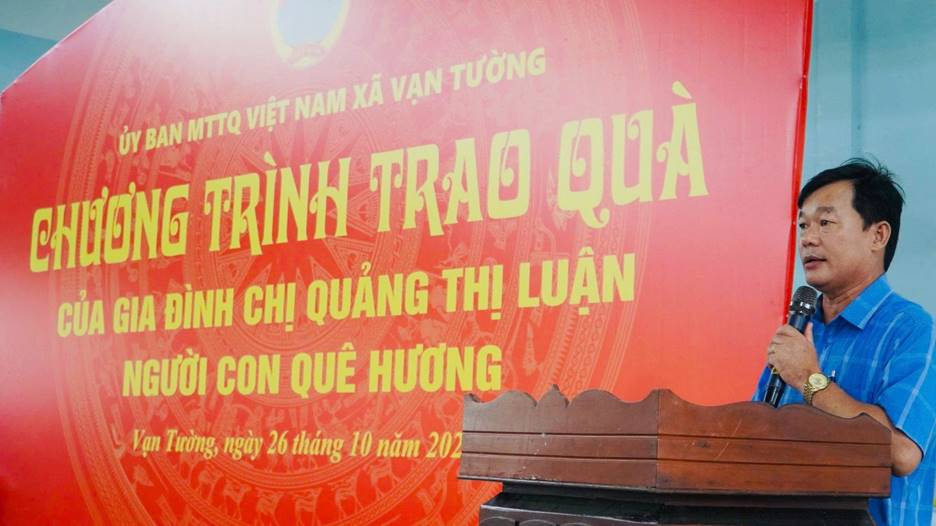 ỦY BAN MTTQ VIỆT NAM XÃ VẠN TƯỜNG
CHƯƠNG TRÌNH TRAO QUÀ
CỦA GIA ĐÌNH CHỊ QUẢNG THỊ LUẬN
NGƯỜI CON QUÊ HƯƠNG
Vạn Tường, ngày 26 tháng 10 năm 202